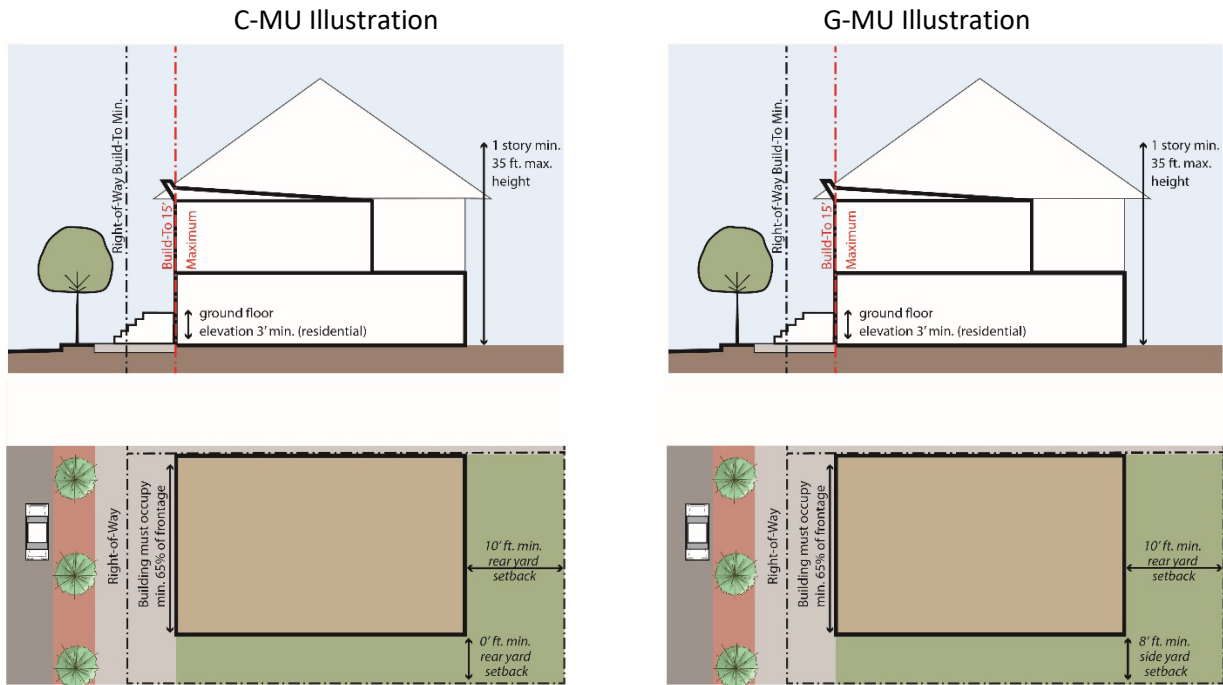 C-MU Illustration
Right-of-Way Build-To Min.
Build-To 15'
Maximum
1 story min.
35 ft. max.
height
ground floor
elevation 3' min. (residential)
Right-of-Way
Building must occupy
min. 65% of frontage
10' ft. min.
rear yard
setback
0' ft. min.
rear yard
setback
G-MU Illustration
Right-of-Way Build-To Min.
Build-To 15'
Maximum
1 story min.
35 ft. max.
height
ground floor
elevation 3' min. (residential)
Right-of-Way
Building must occupy
min. 65% of frontage
10' ft. min.
rear yard
setback
8' ft. min.
side yard
setback